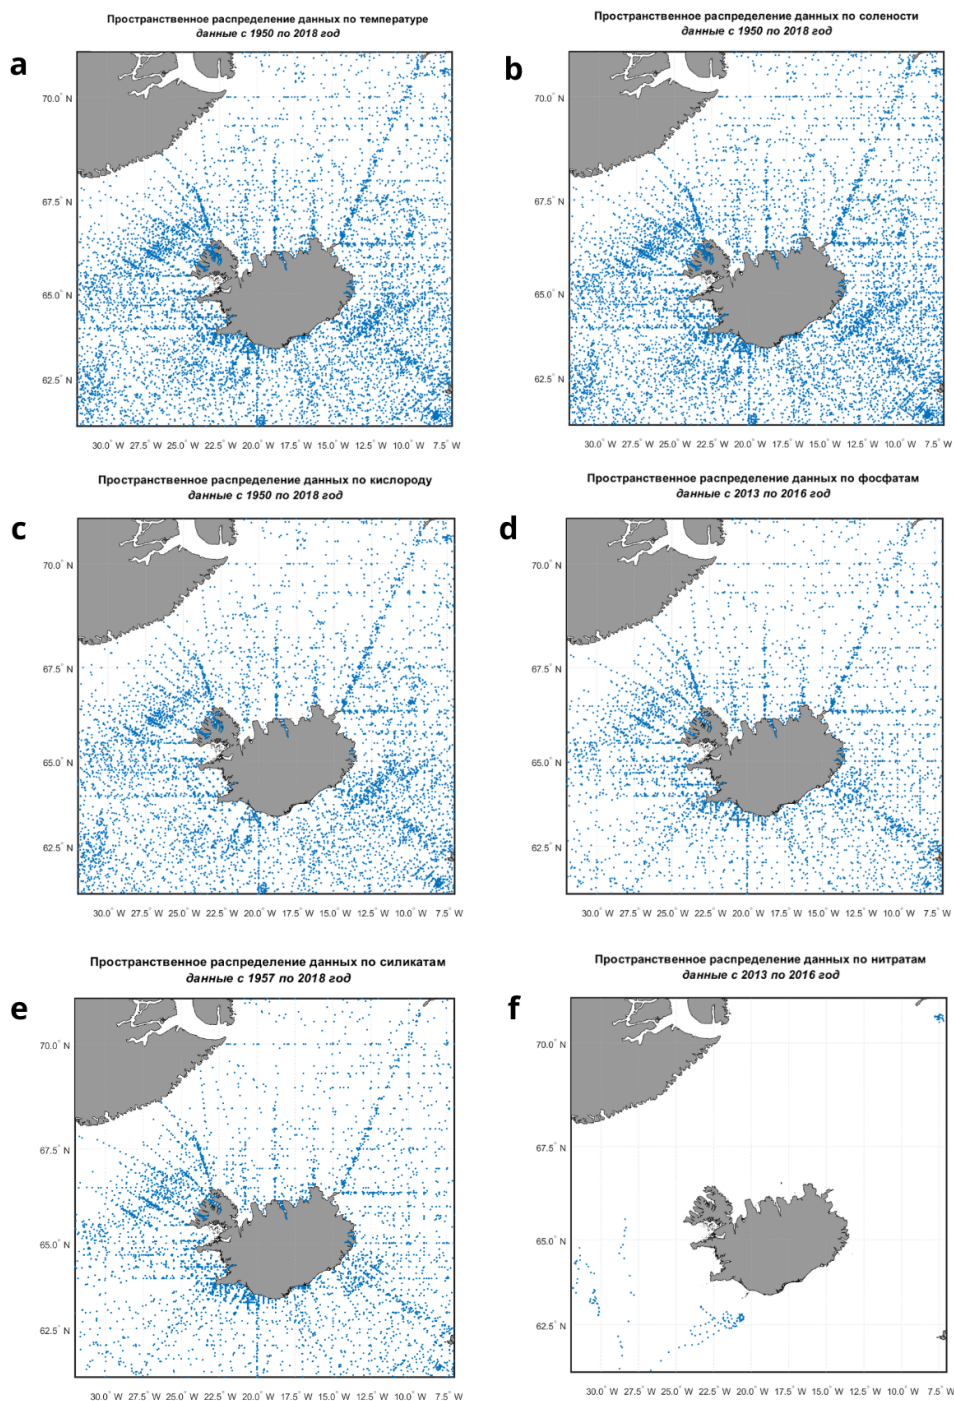 Пространственное распределение данных по температуре
данные с 1950 по 2018 год
a
70.0° N
67.5° N
65.0° N
62.5° N
30.0° W 27.5° W 25.0° W 22.5° W 20.0° W 17.5° W 15.0° W 12.5° W 10.0° W 7.5° W
Пространственное распределение данных по солености
данные с 1950 по 2018 год
b
70.0° N
67.5° N
65.0° N
62.5° N
30.0° W 27.5° W 25.0° W 22.5° W 20.0° W 17.5° W 15.0° W 12.5° W 10.0° W 7.5° W
Пространственное распределение данных по кислороду
данные с 1950 по 2018 год
c
70.0° N
67.5° N
65.0° N
62.5° N
30.0° W 27.5° W 25.0° W 22.5° W 20.0° W 17.5° W 15.0° W 12.5° W 10.0° W 7.5° W
Пространственное распределение данных по фосфатам
данные с 2013 по 2016 год
d
70.0° N
67.5° N
65.0° N
62.5° N
30.0° W 27.5° W 25.0° W 22.5° W 20.0° W 17.5° W 15.0° W 12.5° W 10.0° W 7.5° W
Пространственное распределение данных по силикатам
данные с 1957 по 2018 год
e
70.0° N
67.5° N
65.0° N
62.5° N
30.0° W 27.5° W 25.0° W 22.5° W 20.0° W 17.5° W 15.0° W 12.5° W 10.0° W 7.5° W
Пространственное распределение данных по нитратам
данные с 2013 по 2016 год
f
70.0° N
67.5° N
65.0° N
62.5° N
30.0° W 27.5° W 25.0° W 22.5° W 20.0° W 17.5° W 15.0° W 12.5° W 10.0° W 7.5° W